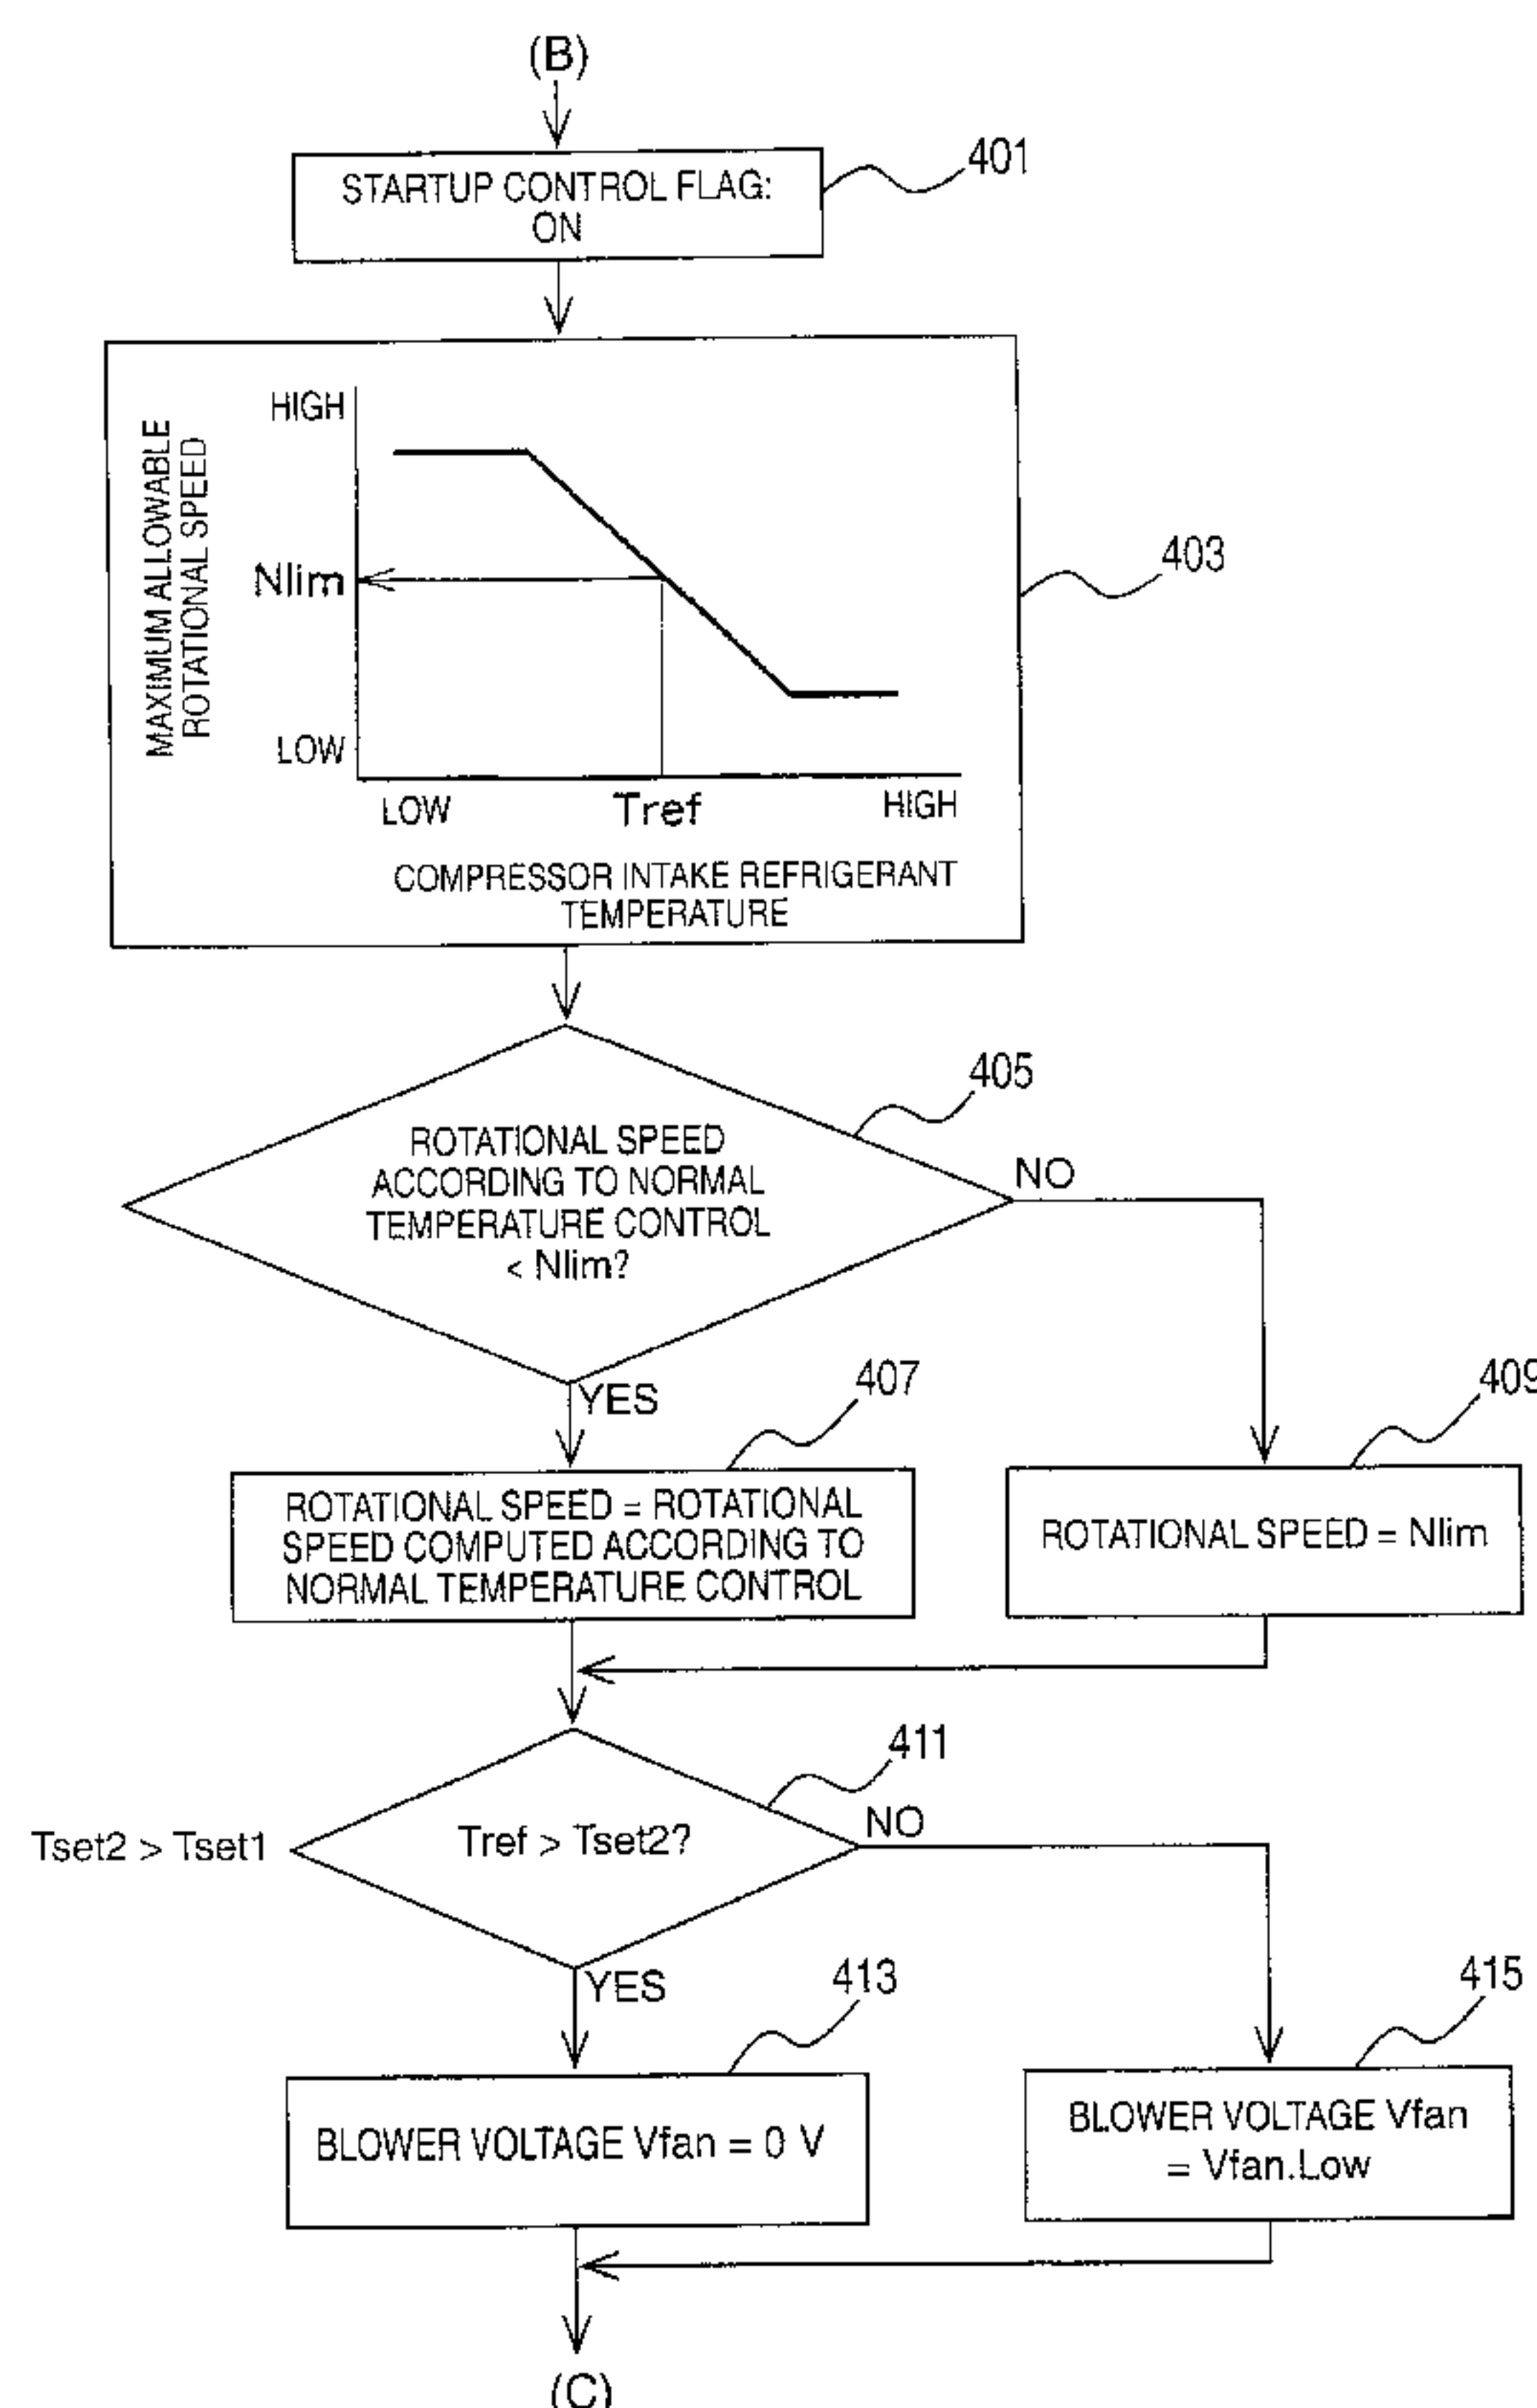 (B)
STARTUP CONTROL FLAG:
ON
401
MAXIMUM ALLOWABLE
ROTATIONAL SPEED
HIGH
Nlim
LOW
LOW
Tref
HIGH
COMPRESSOR INTAKE REFRIGERANT
TEMPERATURE
403
ROTATIONAL SPEED
ACCORDING TO NORMAL
TEMPERATURE CONTROL
< Nlim?
405
NO
YES
407
409
ROTATIONAL SPEED = ROTATIONAL
SPEED COMPUTED ACCORDING TO
NORMAL TEMPERATURE CONTROL
ROTATIONAL SPEED = Nlim
411
Tset2 > Tset1
Tref > Tset2?
NO
YES
413
415
BLOWER VOLTAGE Vfan = 0 V
BLOWER VOLTAGE Vfan
= Vfan.Low
(C)